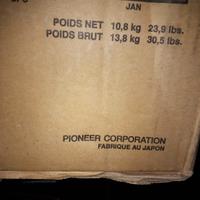 JAN
POIDS NET 10,8 kg 23,9 lbs.
POIDS BRUT 13,8 kg 30,5 lbs.
PIONEER CORPORATION
FABRIQUE AU JAPON